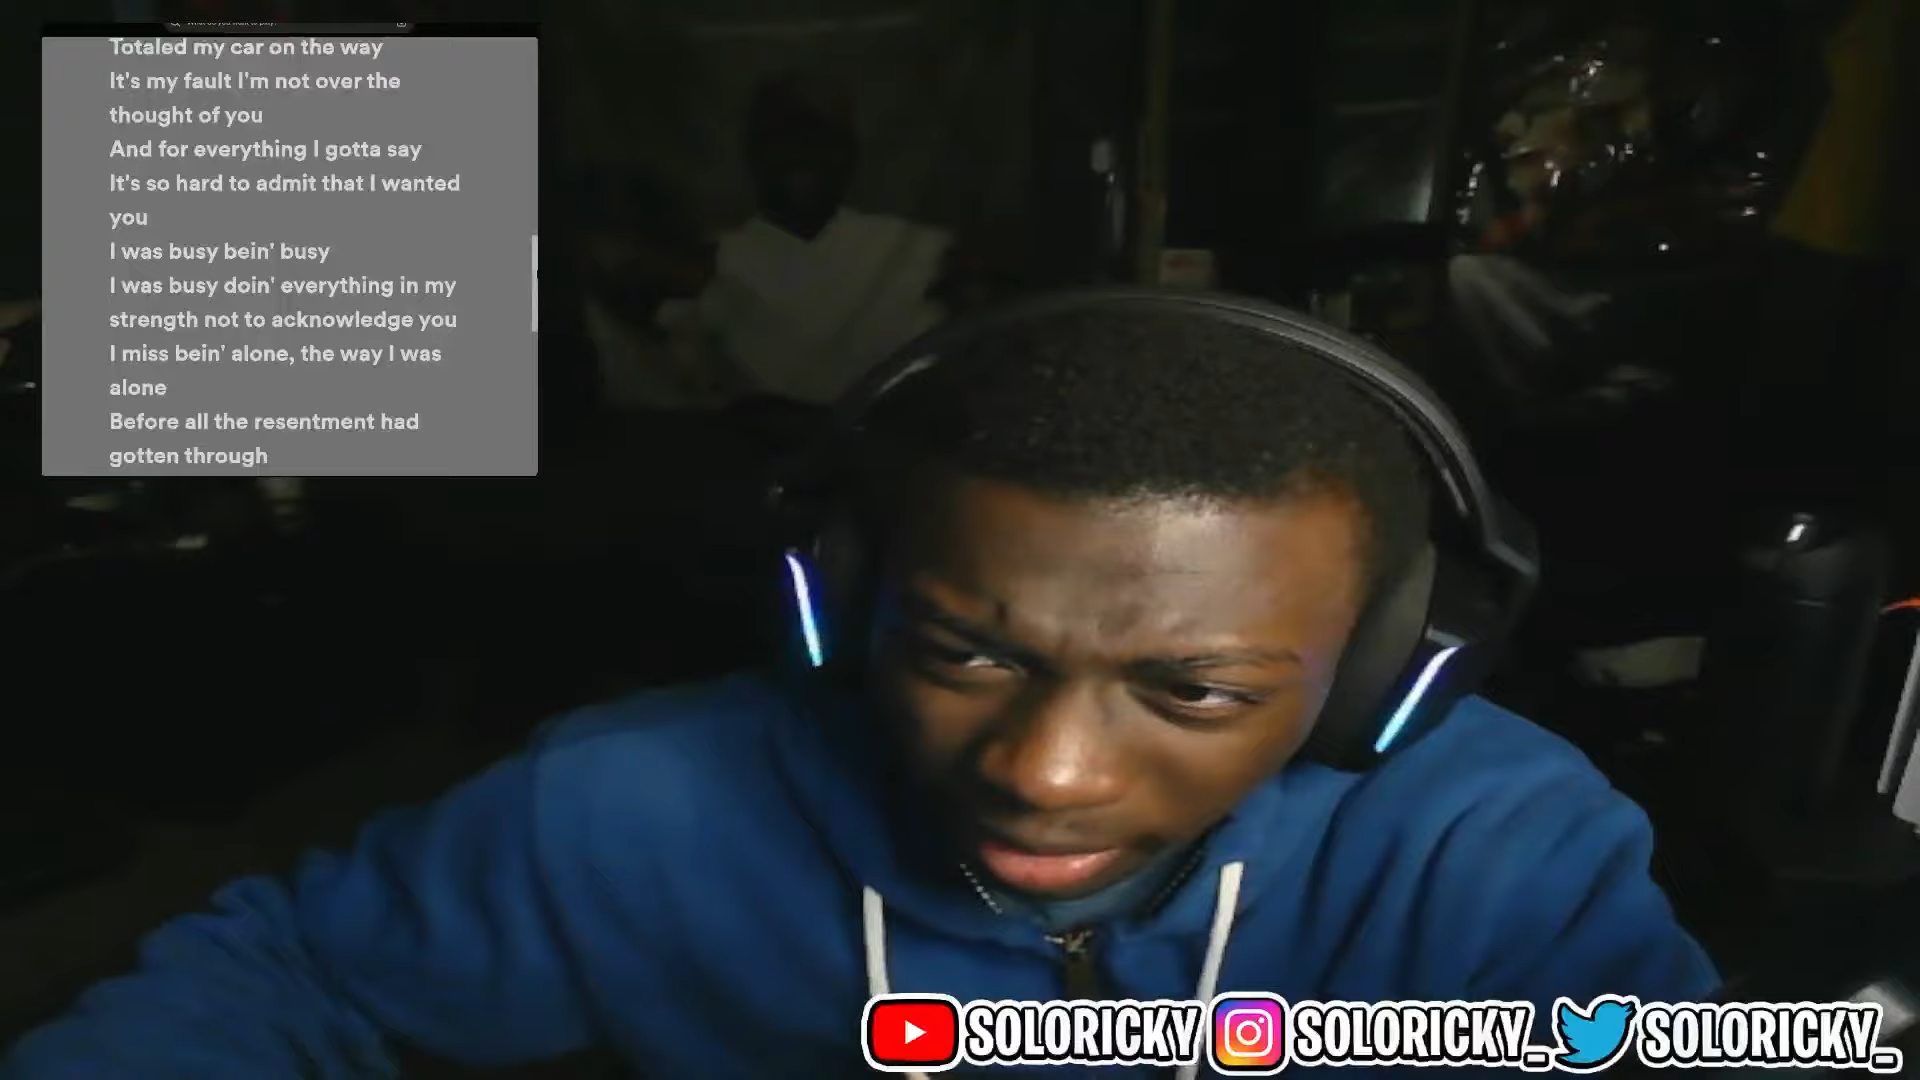 Totaled my car on the way
It's my fault I'm not over the
thought of you
And for everything I gotta say
It's so hard to admit that I wanted
you
I was busy bein' busy
I was busy doin' everything in my
strength not to acknowledge you
I miss bein' alone, the way I was
alone
Before all the resentment had
gotten through
SOLORICKY SOLORICKY_ SOLORICKY_